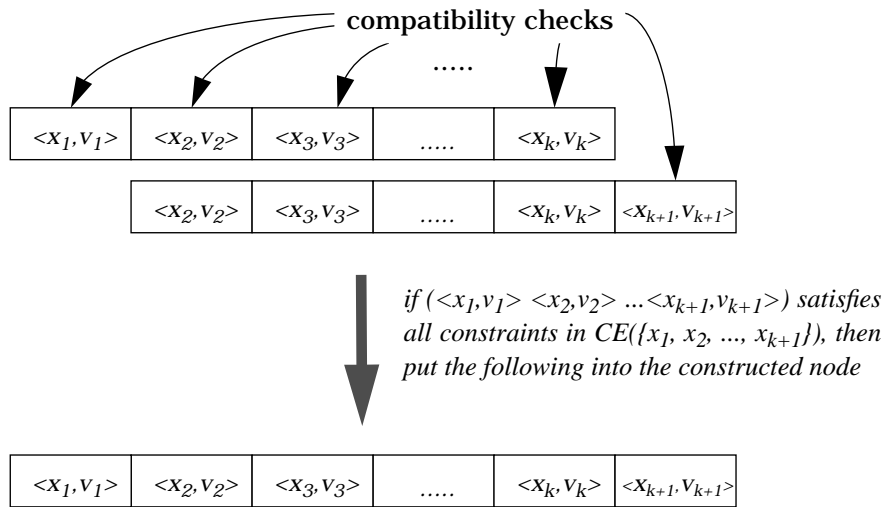 compatibility checks
.....
<x1,v1> <x2,v2> <x3,v3> ..... <xk,vk>
<x2,v2> <x3,v3> ..... <xk,vk> <xk+1,vk+1>
if (<x1,v1> <x2,v2> ...<xk+1,vk+1>) satisfies
all constraints in CE({x1, x2, ..., xk+1}), then
put the following into the constructed node
<x1,v1> <x2,v2> <x3,v3> ..... <xk,vk> <xk+1,vk+1>